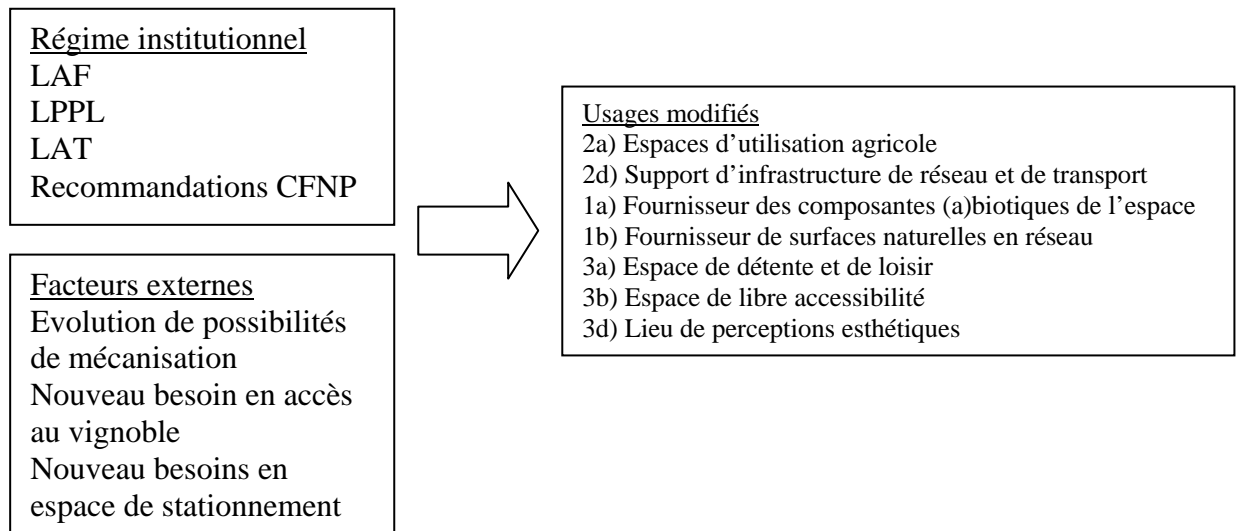 Régime institutionnel
LAF
LPPL
LAT
Recommandations CFNP
Facteurs externes
Evolution de possibilités
de mécanisation
Nouveau besoin en accès
au vignoble
Nouveau besoins en
espace de stationnement
Usages modifiés
2a) Espaces d’utilisation agricole
2d) Support d’infrastructure de réseau et de transport
1a) Fournisseur des composantes (a)biotiques de l’espace
1b) Fournisseur de surfaces naturelles en réseau
3a) Espace de détente et de loisir
3b) Espace de libre accessibilité
3d) Lieu de perceptions esthétiques